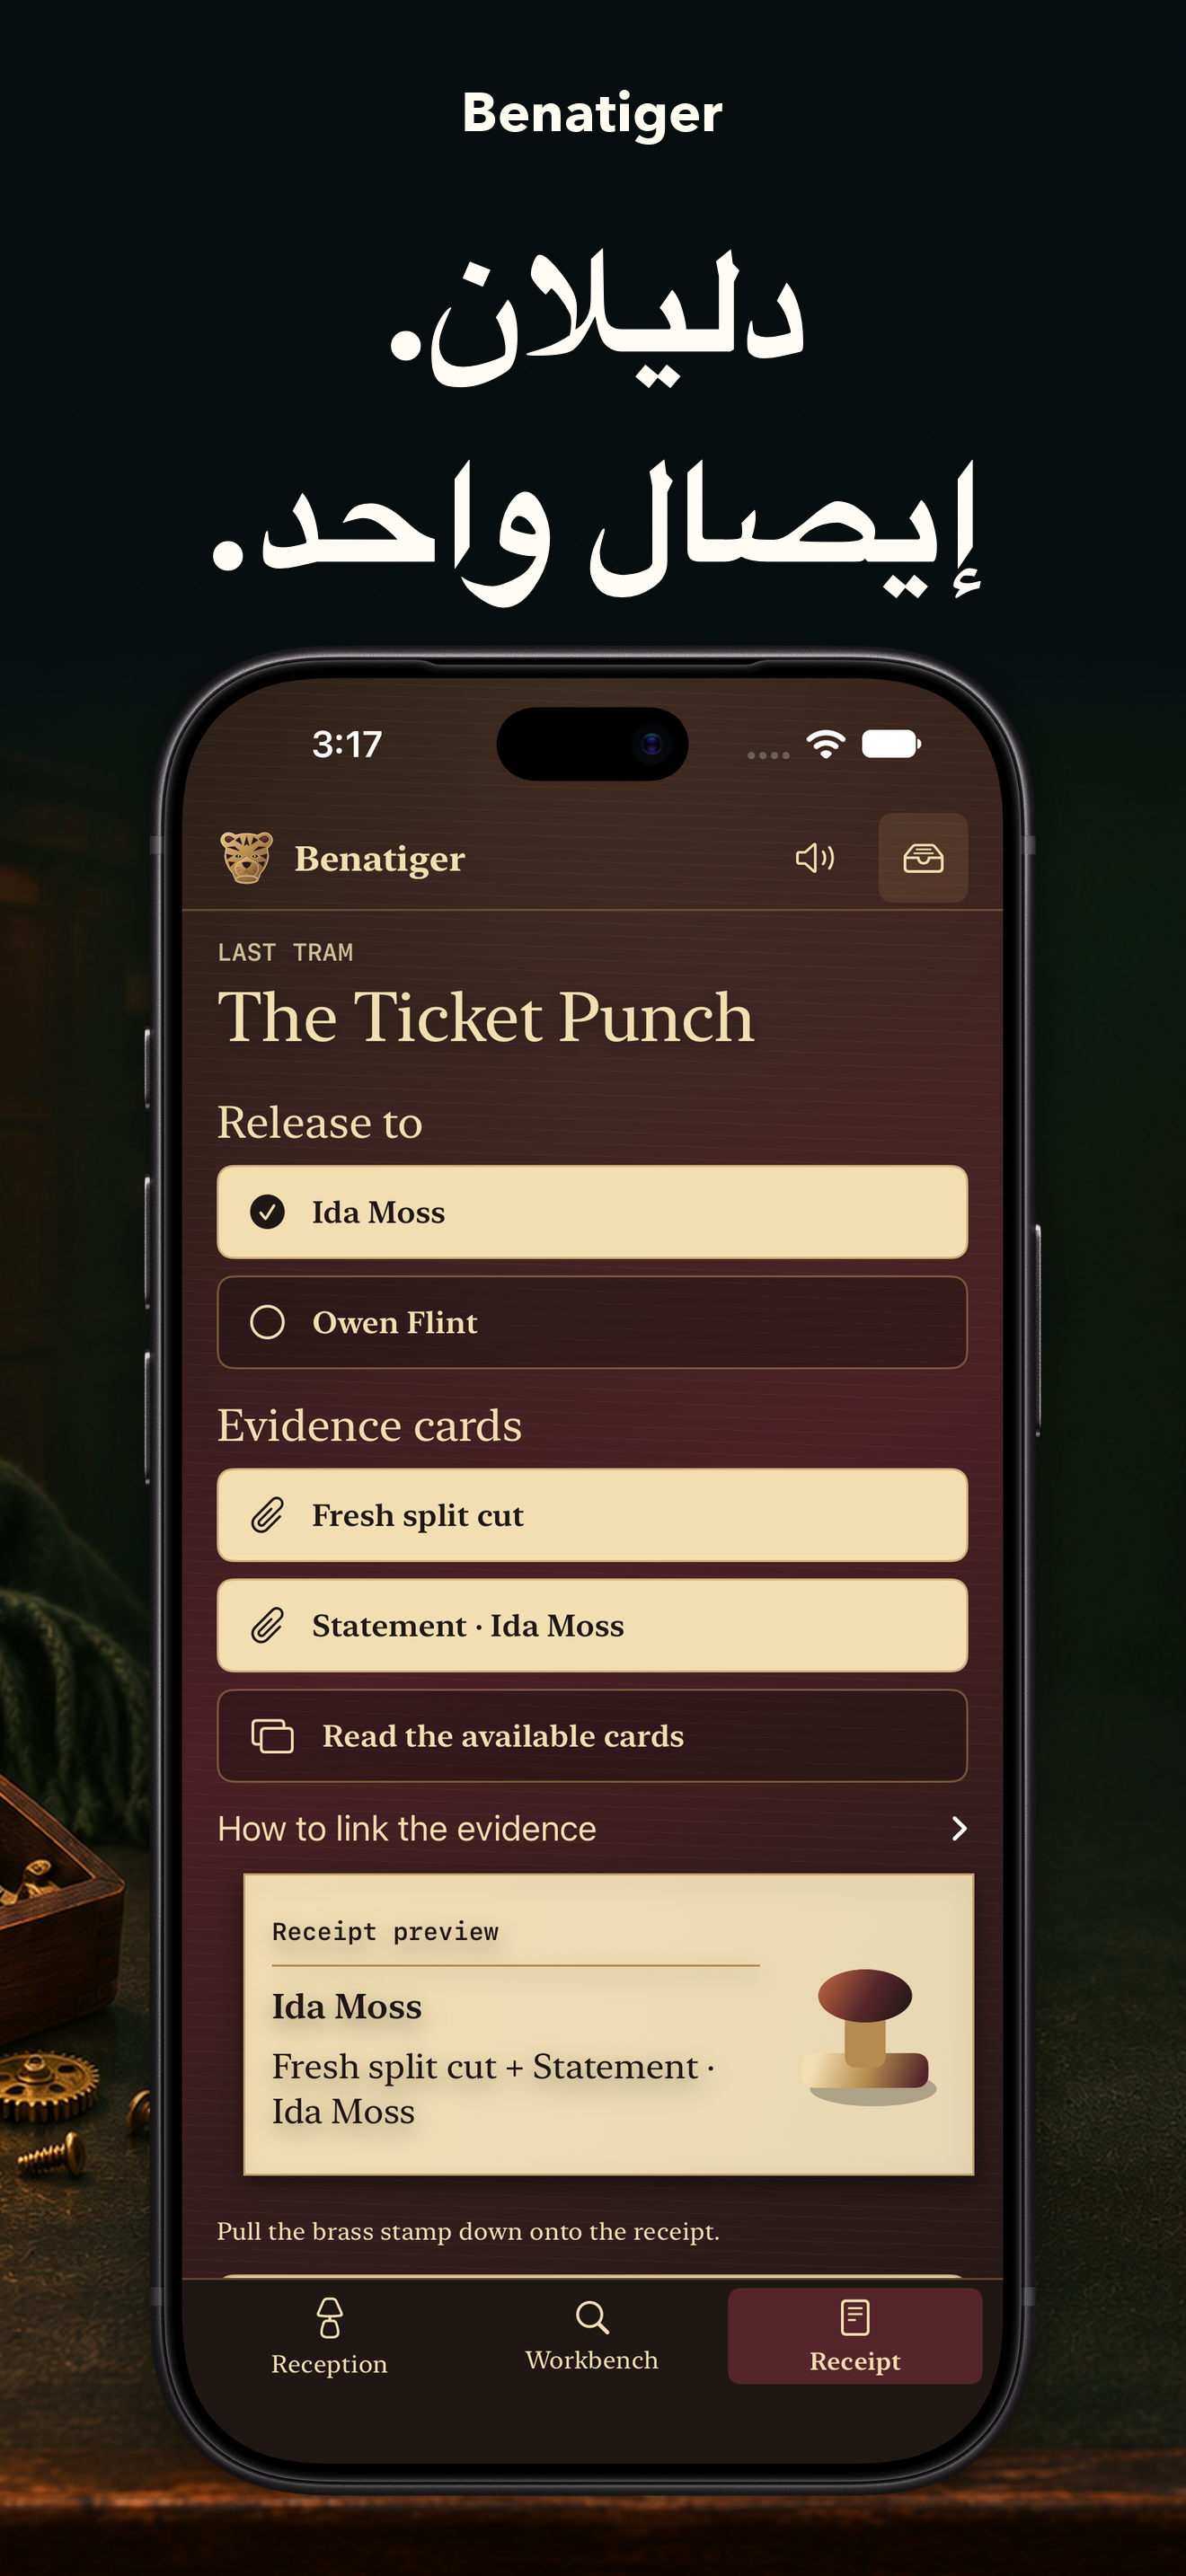 Benatiger
دليلان.
إيصال واحد.
3:17
Benatiger
LAST TRAM
The Ticket Punch
Release to
Ida Moss
Owen Flint
Evidence cards
Fresh split cut
Statement · Ida Moss
Read the available cards
How to link the evidence
Receipt preview
Ida Moss
Fresh split cut + Statement ·
Ida Moss
Pull the brass stamp down onto the receipt.
Reception
Workbench
Receipt